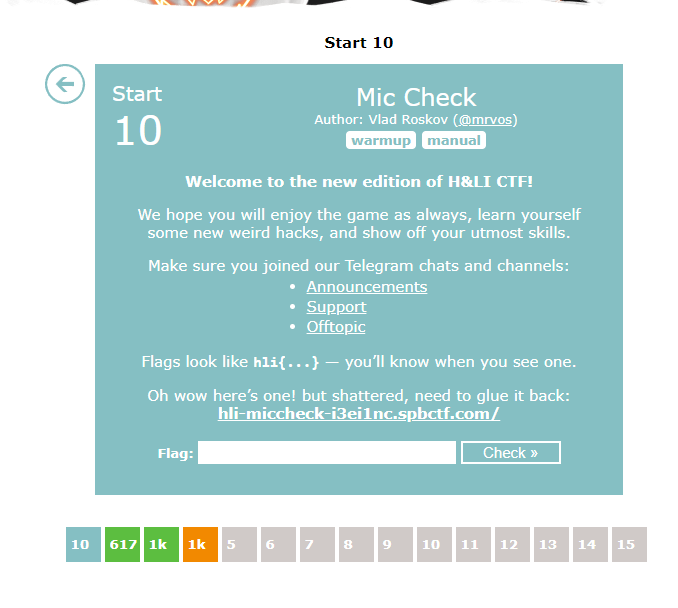 Start 10
Start
10
Mic Check
Author: Vlad Roskov (@mrvos)
warmup manual
Welcome to the new edition of H&LI CTF!
We hope you will enjoy the game as always, learn yourself
some new weird hacks, and show off your utmost skills.
Make sure you joined our Telegram chats and channels:
• Announcements
• Support
• Offtopic
Flags look like hli{...} — you’ll know when you see one.
Oh wow here’s one! but shattered, need to glue it back:
hli-miccheck-i3ei1nc.spbctf.com/
Flag: Check »
10 617 1k 1k 5 6 7 8 9 10 11 12 13 14 15